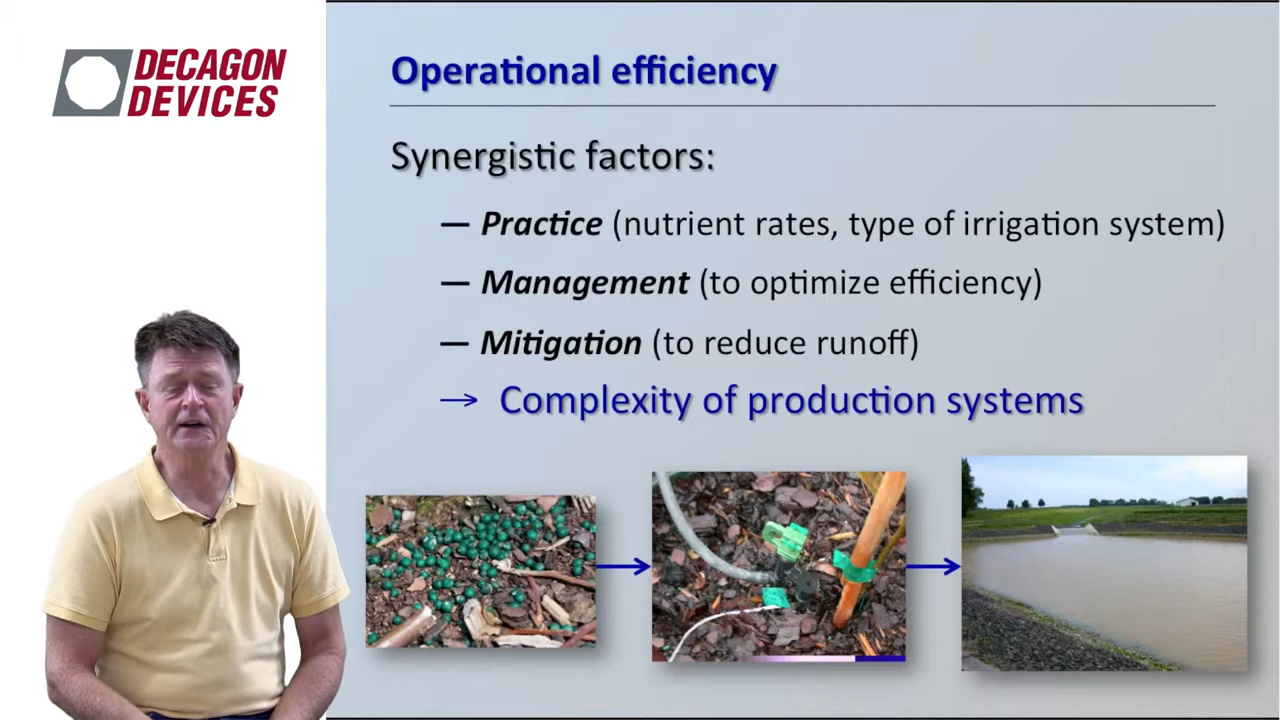 DECAGON
DEVICES
Operational efficiency
Synergistic factors:
— Practice (nutrient rates, type of irrigation system)
— Management (to optimize efficiency)
— Mitigation (to reduce runoff)
→ Complexity of production systems